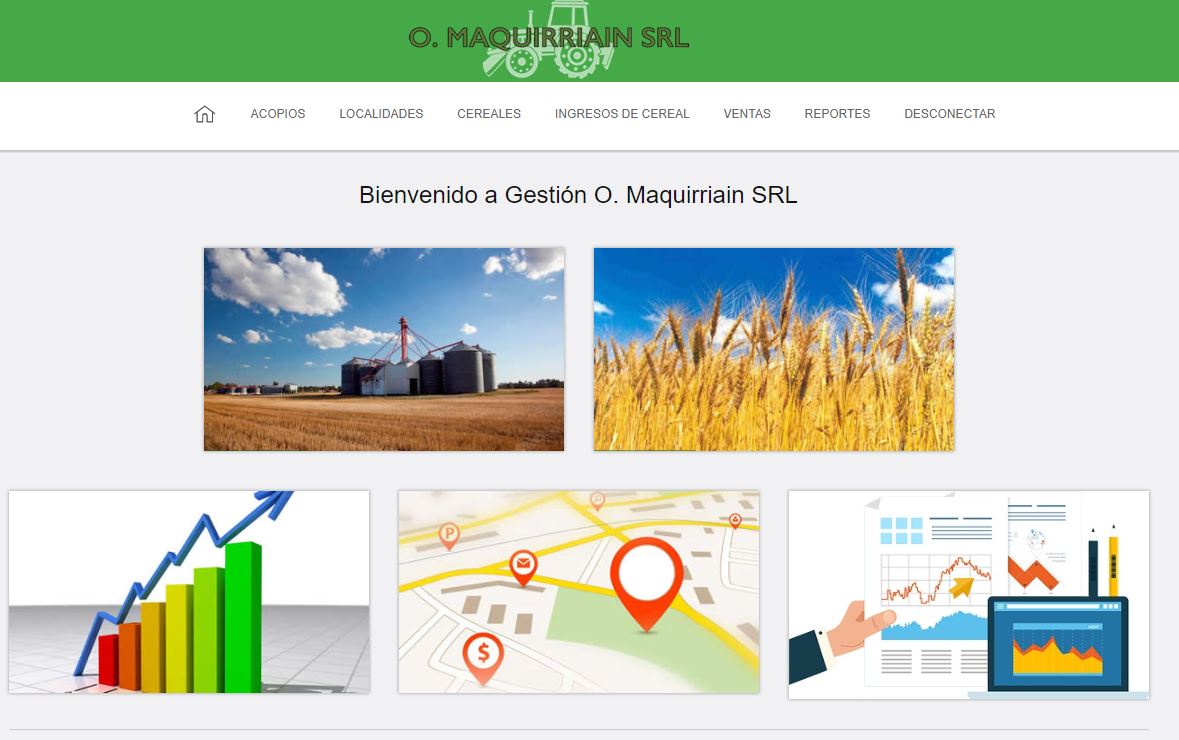 O. MAQUIRRIAIN SRL
ACOPIOS LOCALIDADES CEREALES INGRESOS DE CEREAL VENTAS REPORTES DESCONECTAR
Bienvenido a Gestión O. Maquirriain SRL
P
$